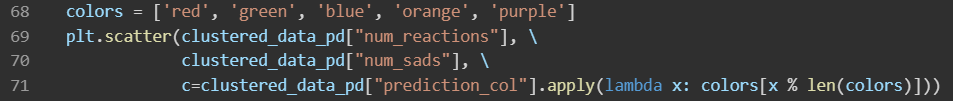 68 colors = ['red', 'green', 'blue', 'orange', 'purple']
69 plt.scatter(clustered_data_pd["num_reactions"], \
70             clustered_data_pd["num_sads"], \
71             c=clustered_data_pd["prediction_col"].apply(lambda x: colors[x % len(colors)]))